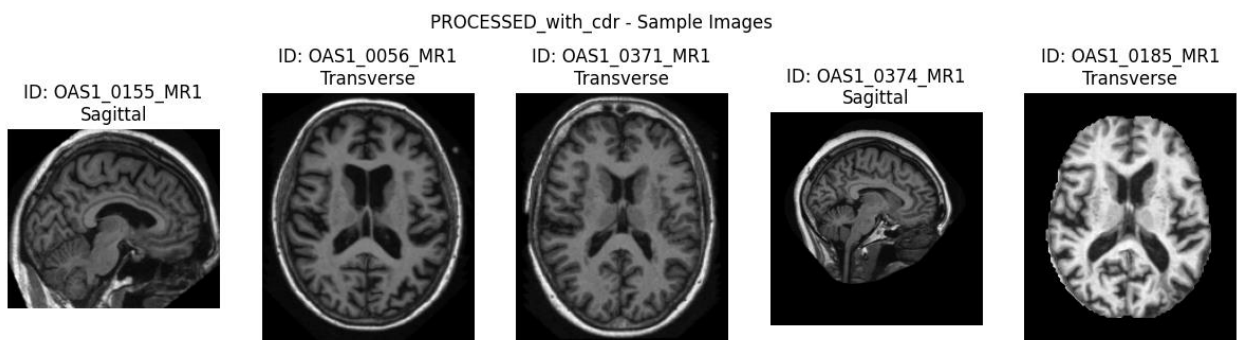 PROCESSED_with_cdr - Sample Images
ID: OAS1_0155_MR1
Sagittal
ID: OAS1_0056_MR1
Transverse
ID: OAS1_0371_MR1
Transverse
ID: OAS1_0374_MR1
Sagittal
ID: OAS1_0185_MR1
Transverse